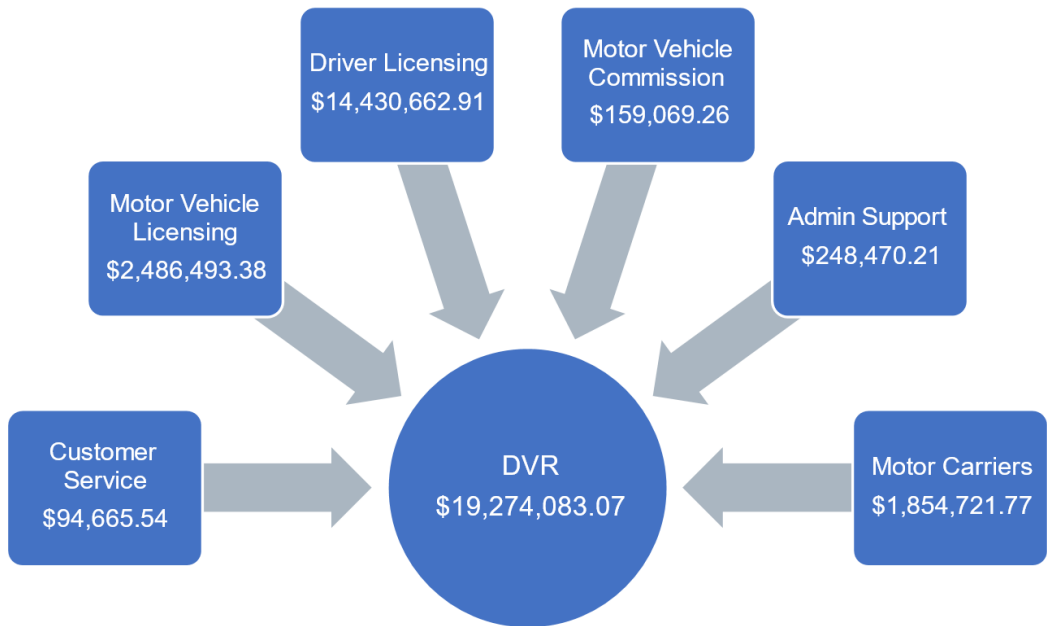 Driver Licensing
$14,430,662.91
Motor Vehicle
Commission
$159,069.26
Motor Vehicle
Licensing
$2,486,493.38
Admin Support
$248,470.21
Customer
Service
$94,665.54
DVR
$19,274,083.07
Motor Carriers
$1,854,721.77